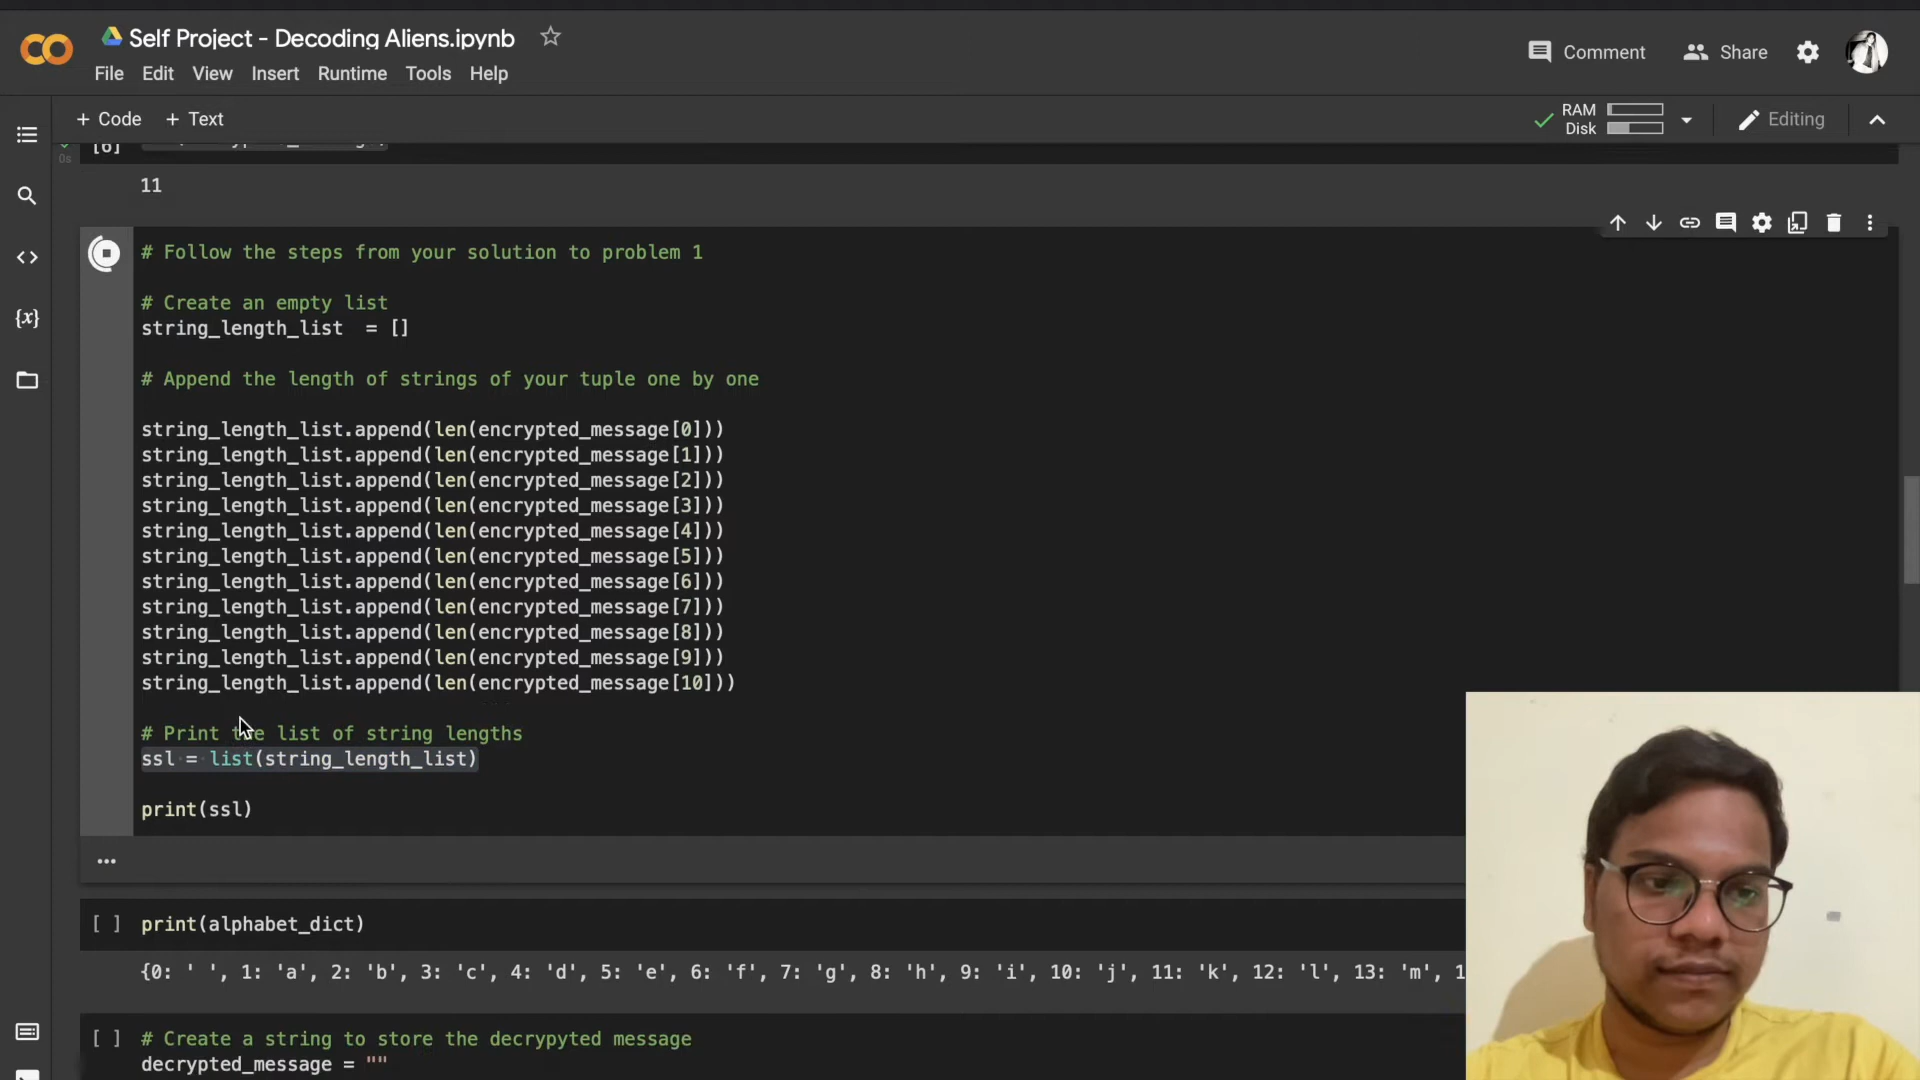 Self Project - Decoding Aliens.ipynb
File Edit View Insert Runtime Tools Help
Comment Share
+ Code + Text
RAM
Disk
Editing
[6]
0s
11
# Follow the steps from your solution to problem 1
# Create an empty list
string_length_list  = []
# Append the length of strings of your tuple one by one
string_length_list.append(len(encrypted_message[0]))
string_length_list.append(len(encrypted_message[1]))
string_length_list.append(len(encrypted_message[2]))
string_length_list.append(len(encrypted_message[3]))
string_length_list.append(len(encrypted_message[4]))
string_length_list.append(len(encrypted_message[5]))
string_length_list.append(len(encrypted_message[6]))
string_length_list.append(len(encrypted_message[7]))
string_length_list.append(len(encrypted_message[8]))
string_length_list.append(len(encrypted_message[9]))
string_length_list.append(len(encrypted_message[10]))
# Print the list of string lengths
ssl = list(string_length_list)
print(ssl)
...
[ ] print(alphabet_dict)
{0: ' ', 1: 'a', 2: 'b', 3: 'c', 4: 'd', 5: 'e', 6: 'f', 7: 'g', 8: 'h', 9: 'i', 10: 'j', 11: 'k', 12: 'l', 13: 'm', 1
[ ] # Create a string to store the decrypyted message
decrypted_message = ""